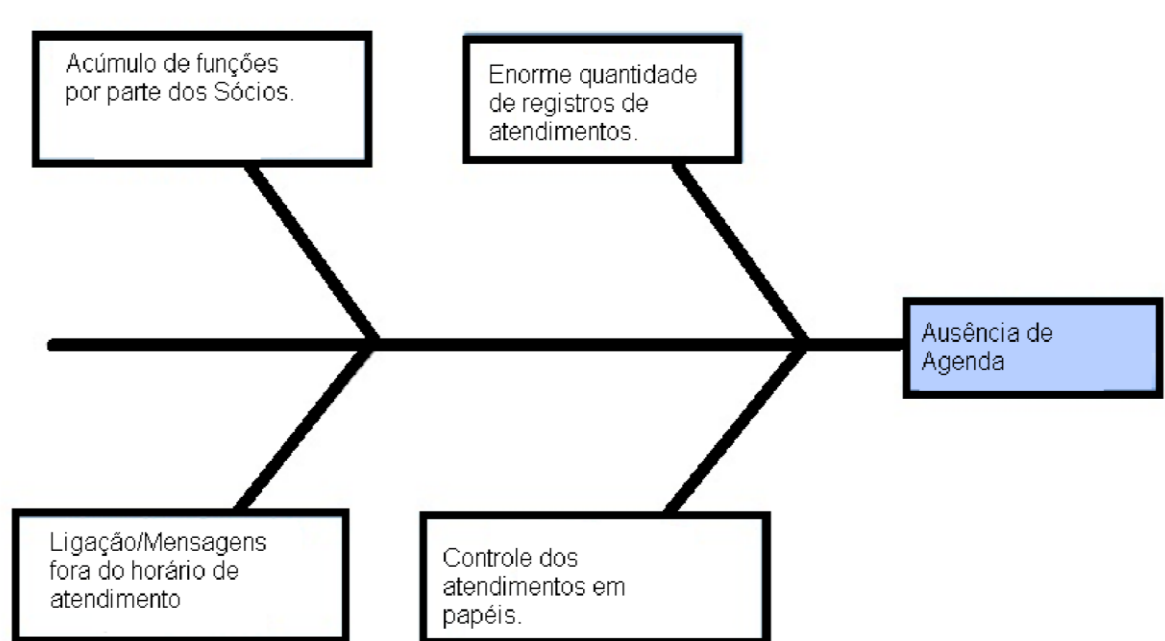 Acúmulo de funções
por parte dos Sócios.
Enorme quantidade
de registros de
atendimentos.
Ausência de
Agenda
Ligação/Mensagens
fora do horário de
atendimento
Controle dos
atendimentos em
papéis.